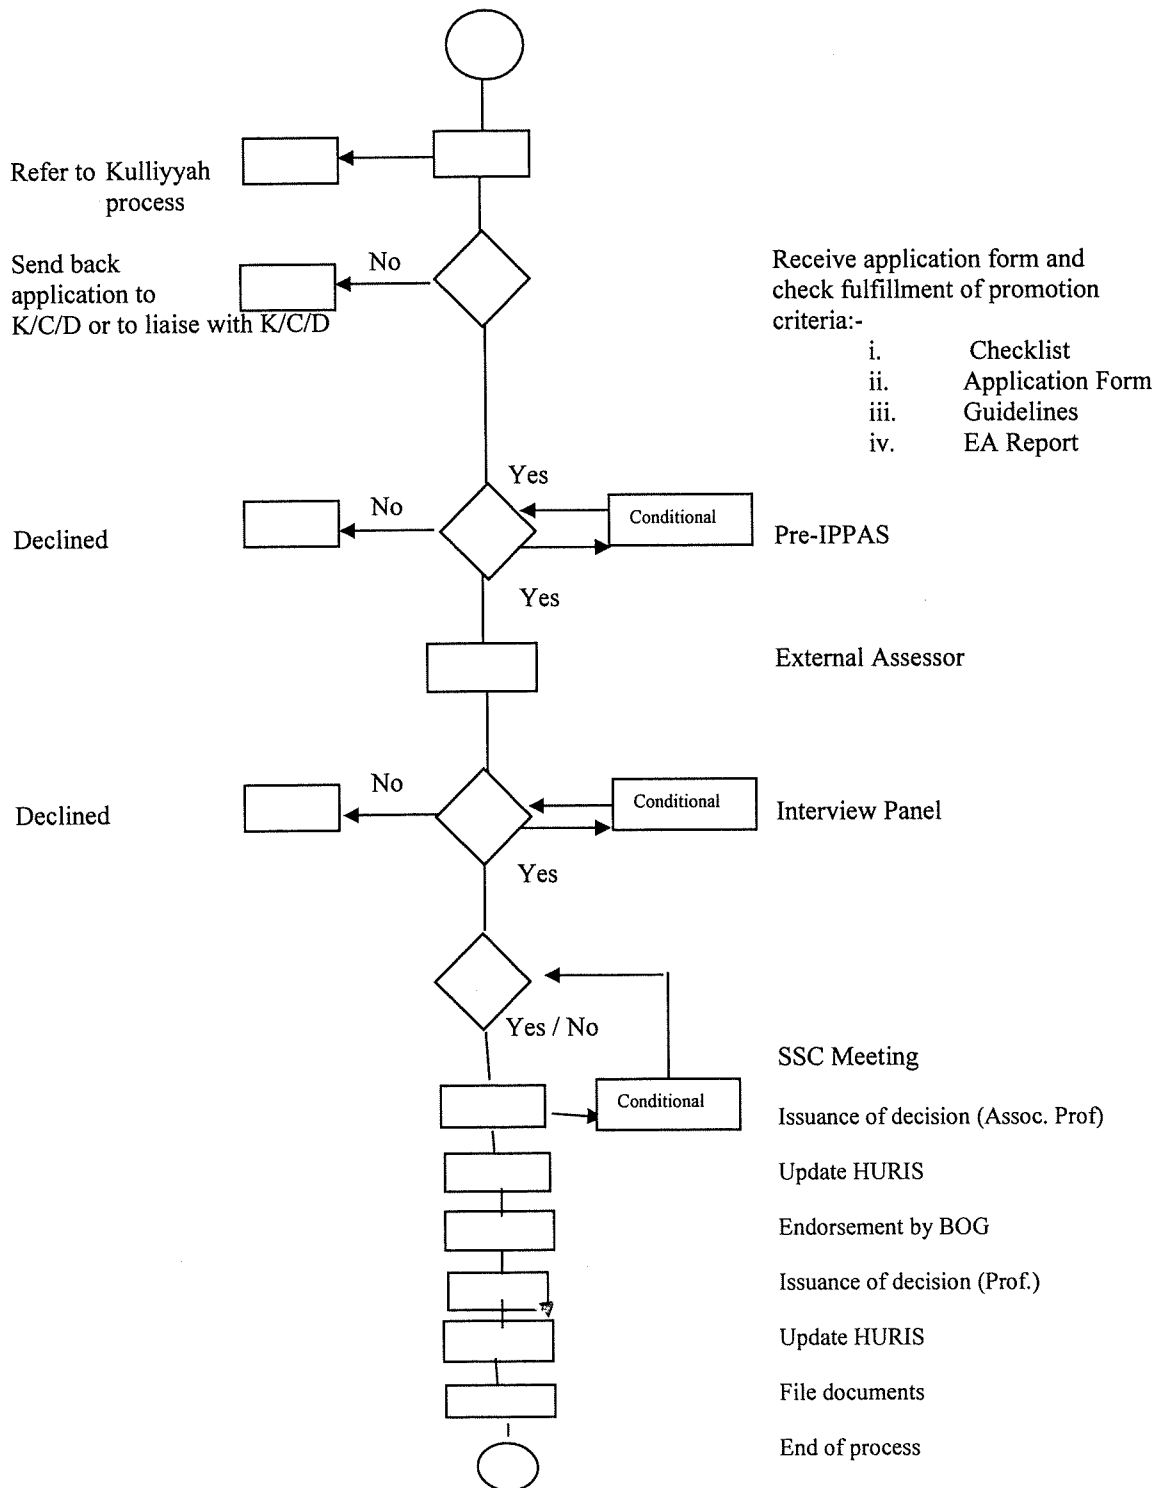 Refer to Kulliyyah
process
Send back
application to
K/C/D or to liaise with K/C/D
No
Receive application form and
check fulfillment of promotion
criteria:-
i. Checklist
ii. Application Form
iii. Guidelines
iv. EA Report
Yes
Declined
No
Conditional
Pre-IPPAS
Yes
External Assessor
Declined
No
Conditional
Interview Panel
Yes
Yes / No
SSC Meeting
Conditional
Issuance of decision (Assoc. Prof)
Update HURIS
Endorsement by BOG
Issuance of decision (Prof.)
Update HURIS
File documents
End of process